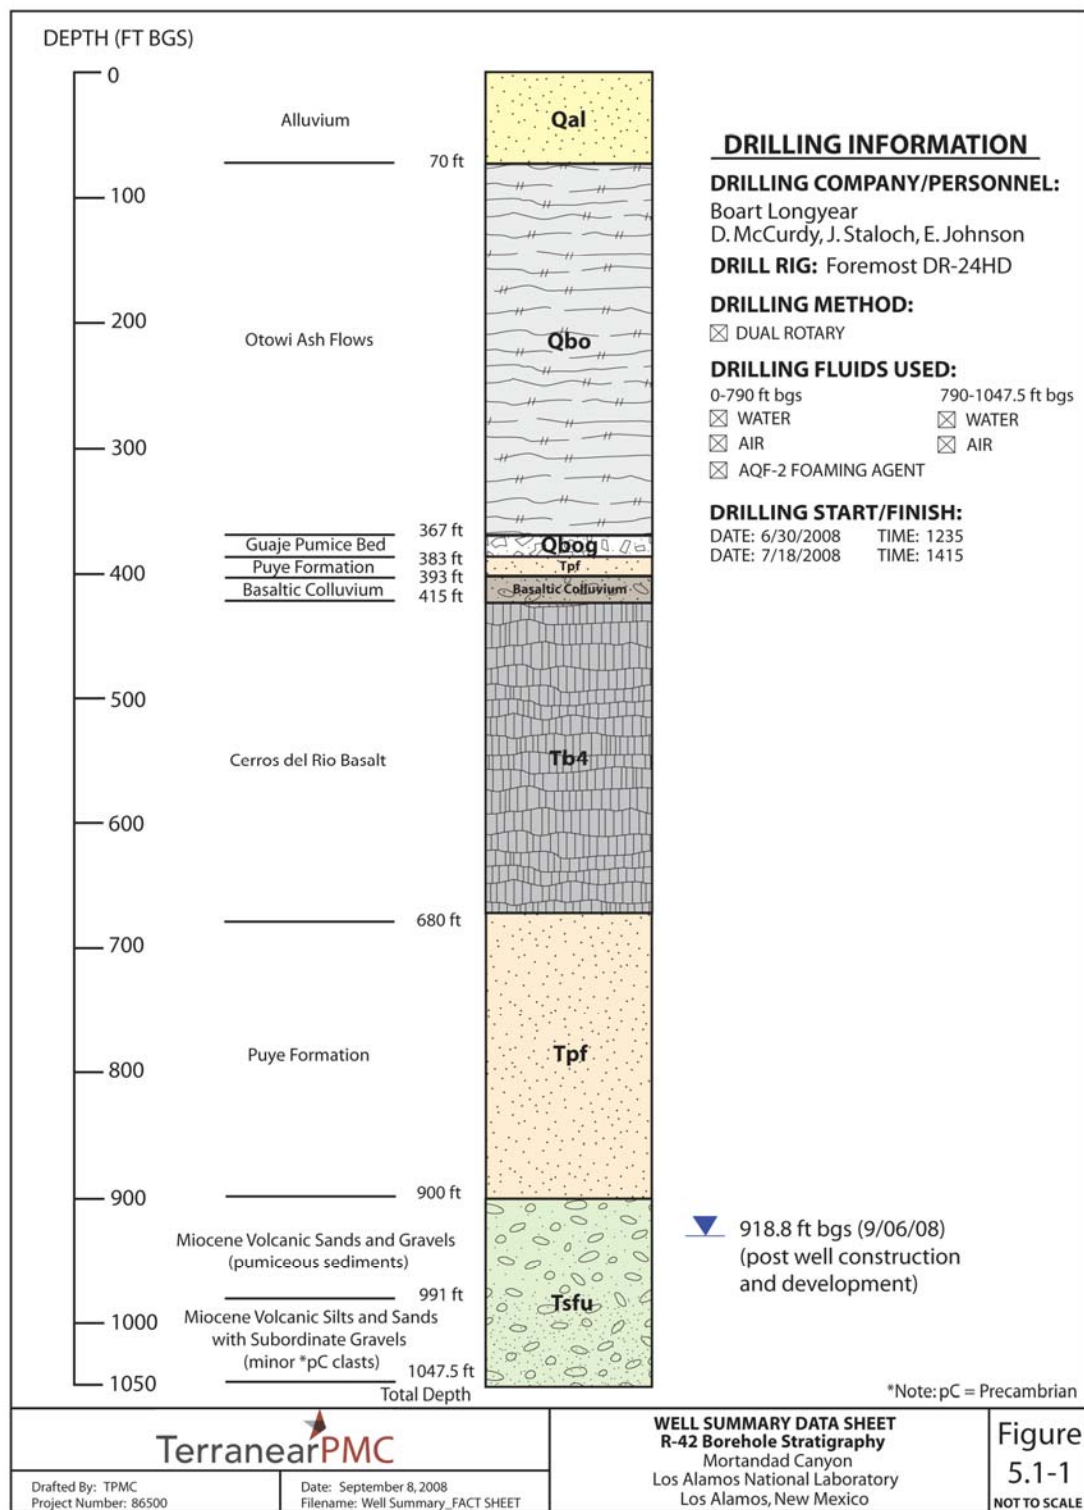 DEPTH (FT BGS)
0
100
200
300
400
500
600
700
800
900
1000
1050
Alluvium
70 ft
Otowi Ash Flows
367 ft
Guaje Pumice Bed
383 ft
Puye Formation
393 ft
Basaltic Colluvium
415 ft
Cerros del Rio Basalt
680 ft
Puye Formation
900 ft
Miocene Volcanic Sands and Gravels
(pumiceous sediments)
991 ft
Miocene Volcanic Silts and Sands
with Subordinate Gravels
(minor *pC clasts)
1047.5 ft
Total Depth
Qal
Qbo
Qbog
Tpf
Basaltic Colluvium
Tb4
Tpf
Tsfu
DRILLING INFORMATION
DRILLING COMPANY/PERSONNEL:
Boart Longyear
D. McCurdy, J. Staloch, E. Johnson
DRILL RIG: Foremost DR-24HD
DRILLING METHOD:
☒ DUAL ROTARY
DRILLING FLUIDS USED:
0-790 ft bgs 790-1047.5 ft bgs
☒ WATER ☒ WATER
☒ AIR ☒ AIR
☒ AQF-2 FOAMING AGENT
DRILLING START/FINISH:
DATE: 6/30/2008 TIME: 1235
DATE: 7/18/2008 TIME: 1415
918.8 ft bgs (9/06/08)
(post well construction
and development)
*Note: pC = Precambrian
TerranearPMC
Drafted By: TPMC
Project Number: 86500
Date: September 8, 2008
Filename: Well Summary_FACT SHEET
WELL SUMMARY DATA SHEET
R-42 Borehole Stratigraphy
Mortandad Canyon
Los Alamos National Laboratory
Los Alamos, New Mexico
Figure
5.1-1
NOT TO SCALE